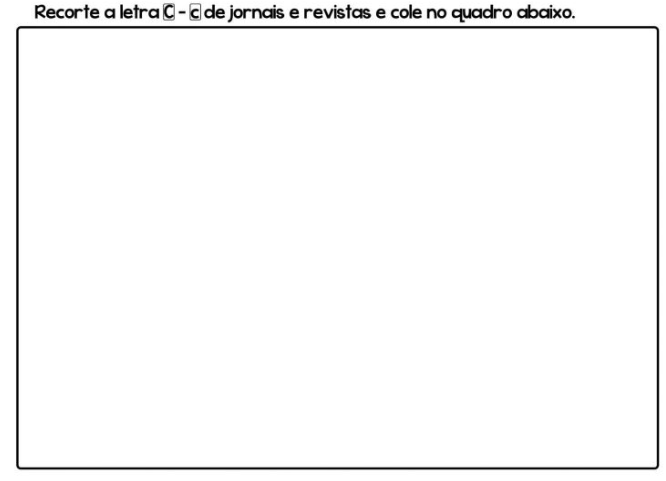 Recorte a letra C - c de jornais e revistas e cole no quadro abaixo.